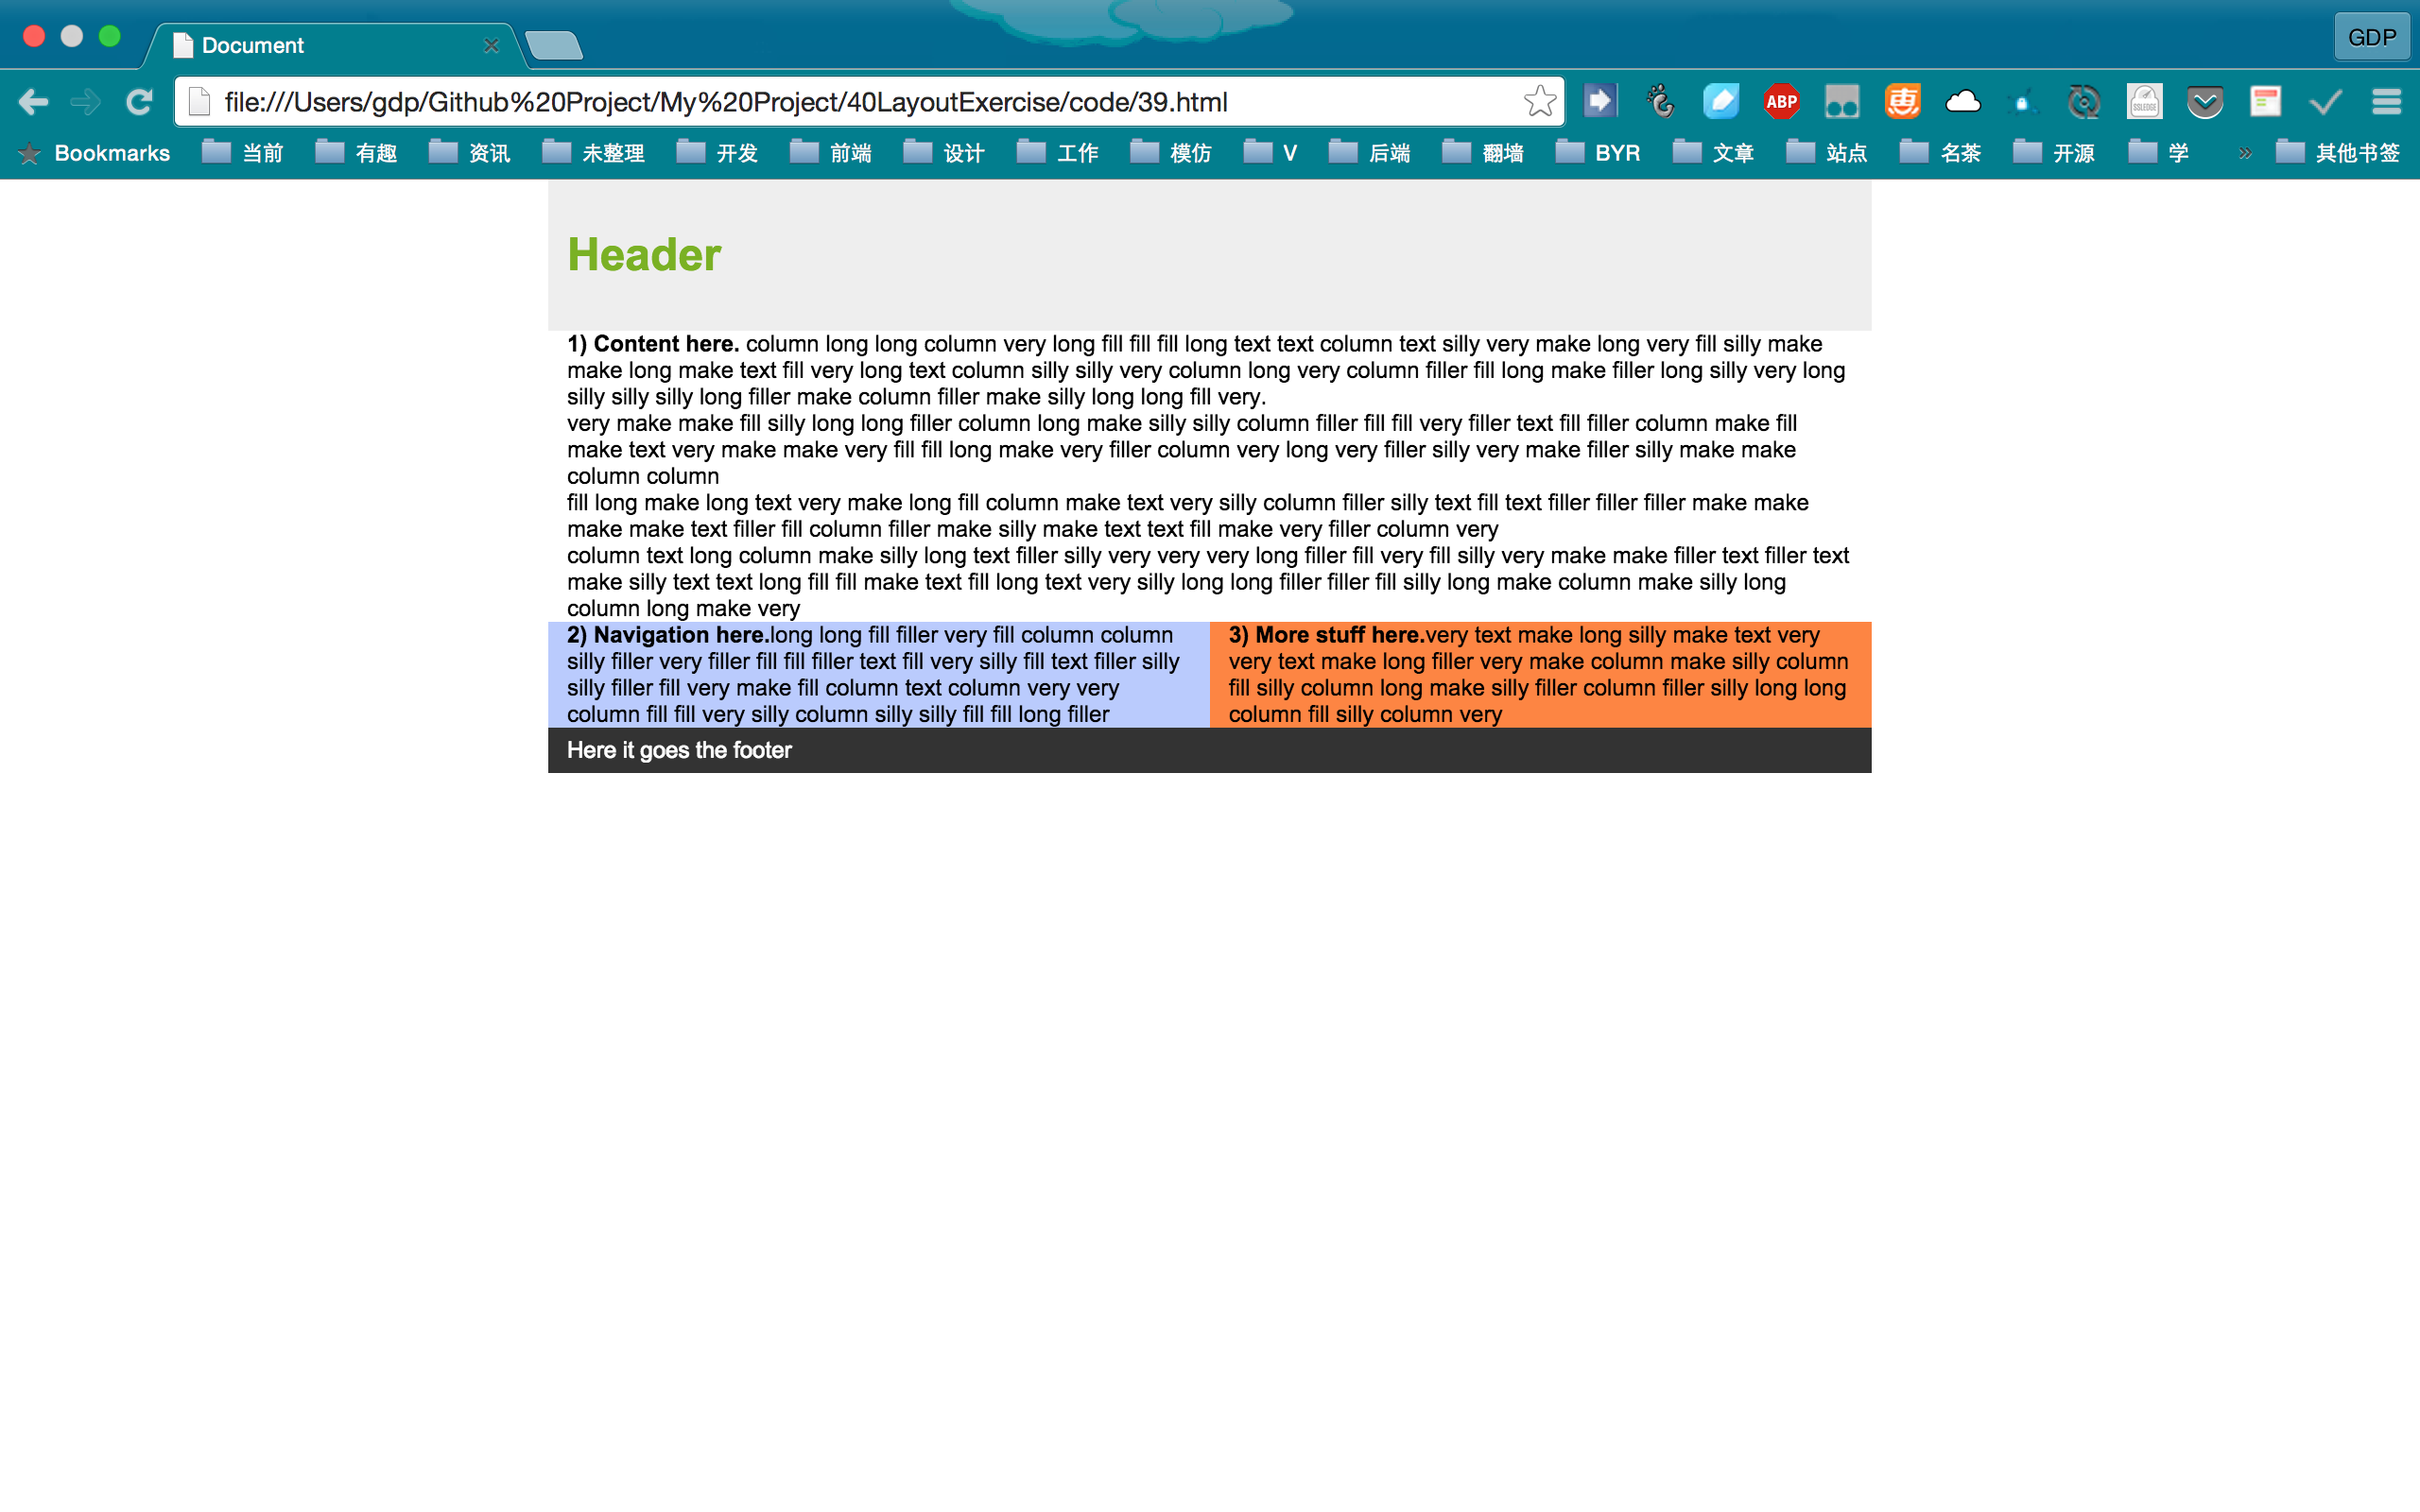 Document
GDP
file:///Users/gdp/Github%20Project/My%20Project/40LayoutExercise/code/39.html
ABP
惠
SSLEDGE
Bookmarks 当前 有趣 资讯 未整理 开发 前端 设计 工作 模仿 V 后端 翻墙 BYR 文章 站点 名茶 开源 学 » 其他书签
Header
1) Content here. column long long column very long fill fill fill long text text column text silly very make long very fill silly make
make long make text fill very long text column silly silly very column long very column filler fill long make filler long silly very long
silly silly silly long filler make column filler make silly long long fill very.
very make make fill silly long long filler column long make silly silly column filler fill fill very filler text fill filler column make fill
make text very make make very fill fill long make very filler column very long very filler silly very make filler silly make make
column column
fill long make long text very make long fill column make text very silly column filler silly text fill text filler filler filler make make
make make text filler fill column filler make silly make text text fill make very filler column very
column text long column make silly long text filler silly very very very long filler fill very fill silly very make make filler text filler text
make silly text text long fill fill make text fill long text very silly long long filler filler fill silly long make column make silly long
column long make very
2) Navigation here.long long fill filler very fill column column
silly filler very filler fill fill filler text fill very silly fill text filler silly
silly filler fill very make fill column text column very very
column fill fill very silly column silly silly fill fill long filler
3) More stuff here.very text make long silly make text very
very text make long filler very make column make silly column
fill silly column long make silly filler column filler silly long long
column fill silly column very
Here it goes the footer